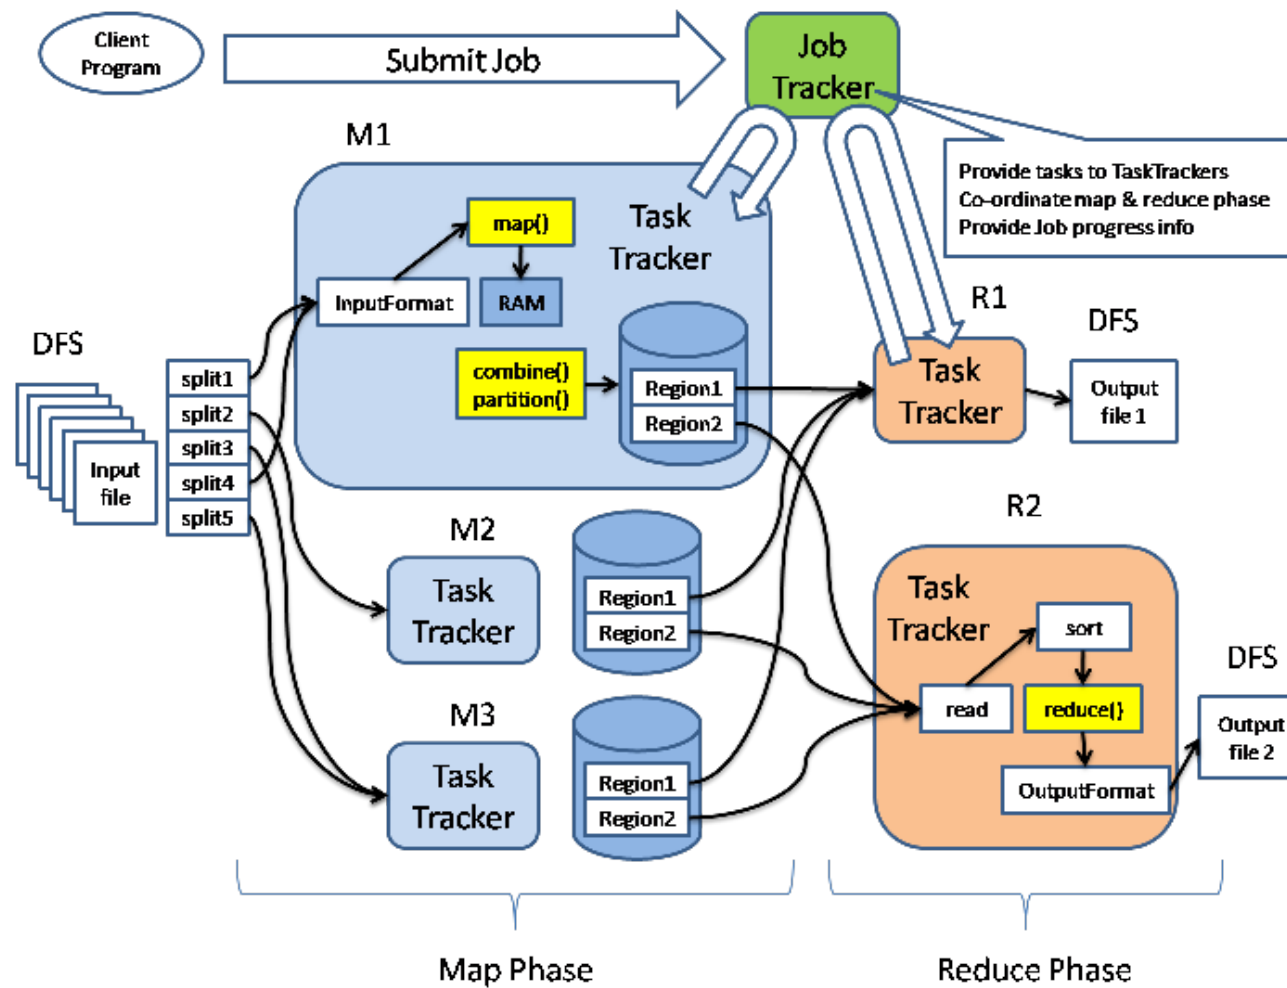 Client
Program
Submit Job
Job
Tracker
Provide tasks to TaskTrackers
Co-ordinate map & reduce phase
Provide Job progress info
M1
Task
Tracker
map()
InputFormat
RAM
combine()
partition()
Region1
Region2
DFS
Input
file
split1
split2
split3
split4
split5
M2
Task
Tracker
Region1
Region2
M3
Task
Tracker
Region1
Region2
R1
Task
Tracker
DFS
Output
file 1
R2
Task
Tracker
sort
read
reduce(}
OutputFormat
DFS
Output
file 2
Map Phase
Reduce Phase